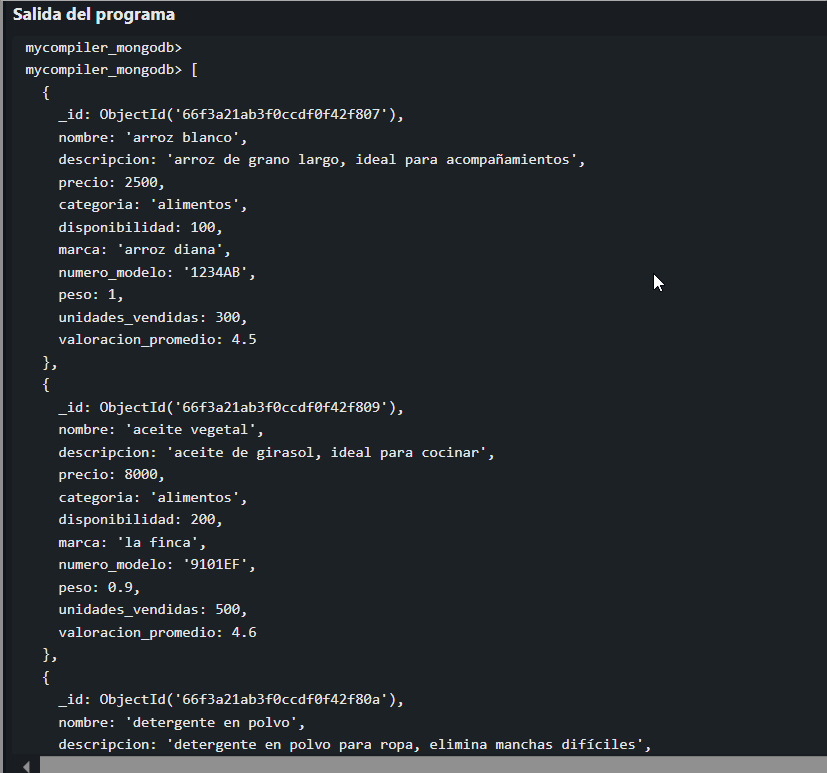 Salida del programa
mycompiler_mongodb>
mycompiler_mongodb> [
{
_id: ObjectId('66f3a21ab3f0ccdf0f42f807'),
nombre: 'arroz blanco',
descripcion: 'arroz de grano largo, ideal para acompañamientos',
precio: 2500,
categoria: 'alimentos',
disponibilidad: 100,
marca: 'arroz diana',
numero_modelo: '1234AB',
peso: 1,
unidades_vendidas: 300,
valoracion_promedio: 4.5
},
{
_id: ObjectId('66f3a21ab3f0ccdf0f42f809'),
nombre: 'aceite vegetal',
descripcion: 'aceite de girasol, ideal para cocinar',
precio: 8000,
categoria: 'alimentos',
disponibilidad: 200,
marca: 'la finca',
numero_modelo: '9101EF',
peso: 0.9,
unidades_vendidas: 500,
valoracion_promedio: 4.6
},
{
_id: ObjectId('66f3a21ab3f0ccdf0f42f80a'),
nombre: 'detergente en polvo',
descripcion: 'detergente en polvo para ropa, elimina manchas difíciles',